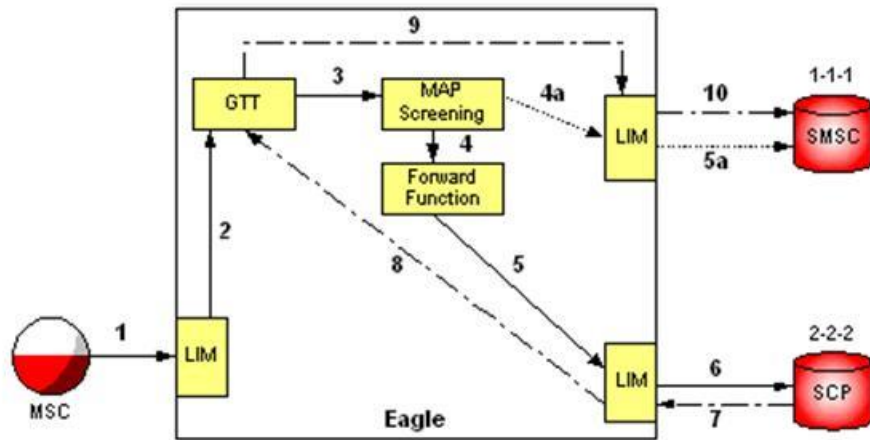 9
1-1-1
GTT
3
MAP
Screening
4a
LIM
10
SMSC
5a
4
Forward
Function
2
8
5
2-2-2
1
LIM
LIM
6
SCP
7
MSC
Eagle